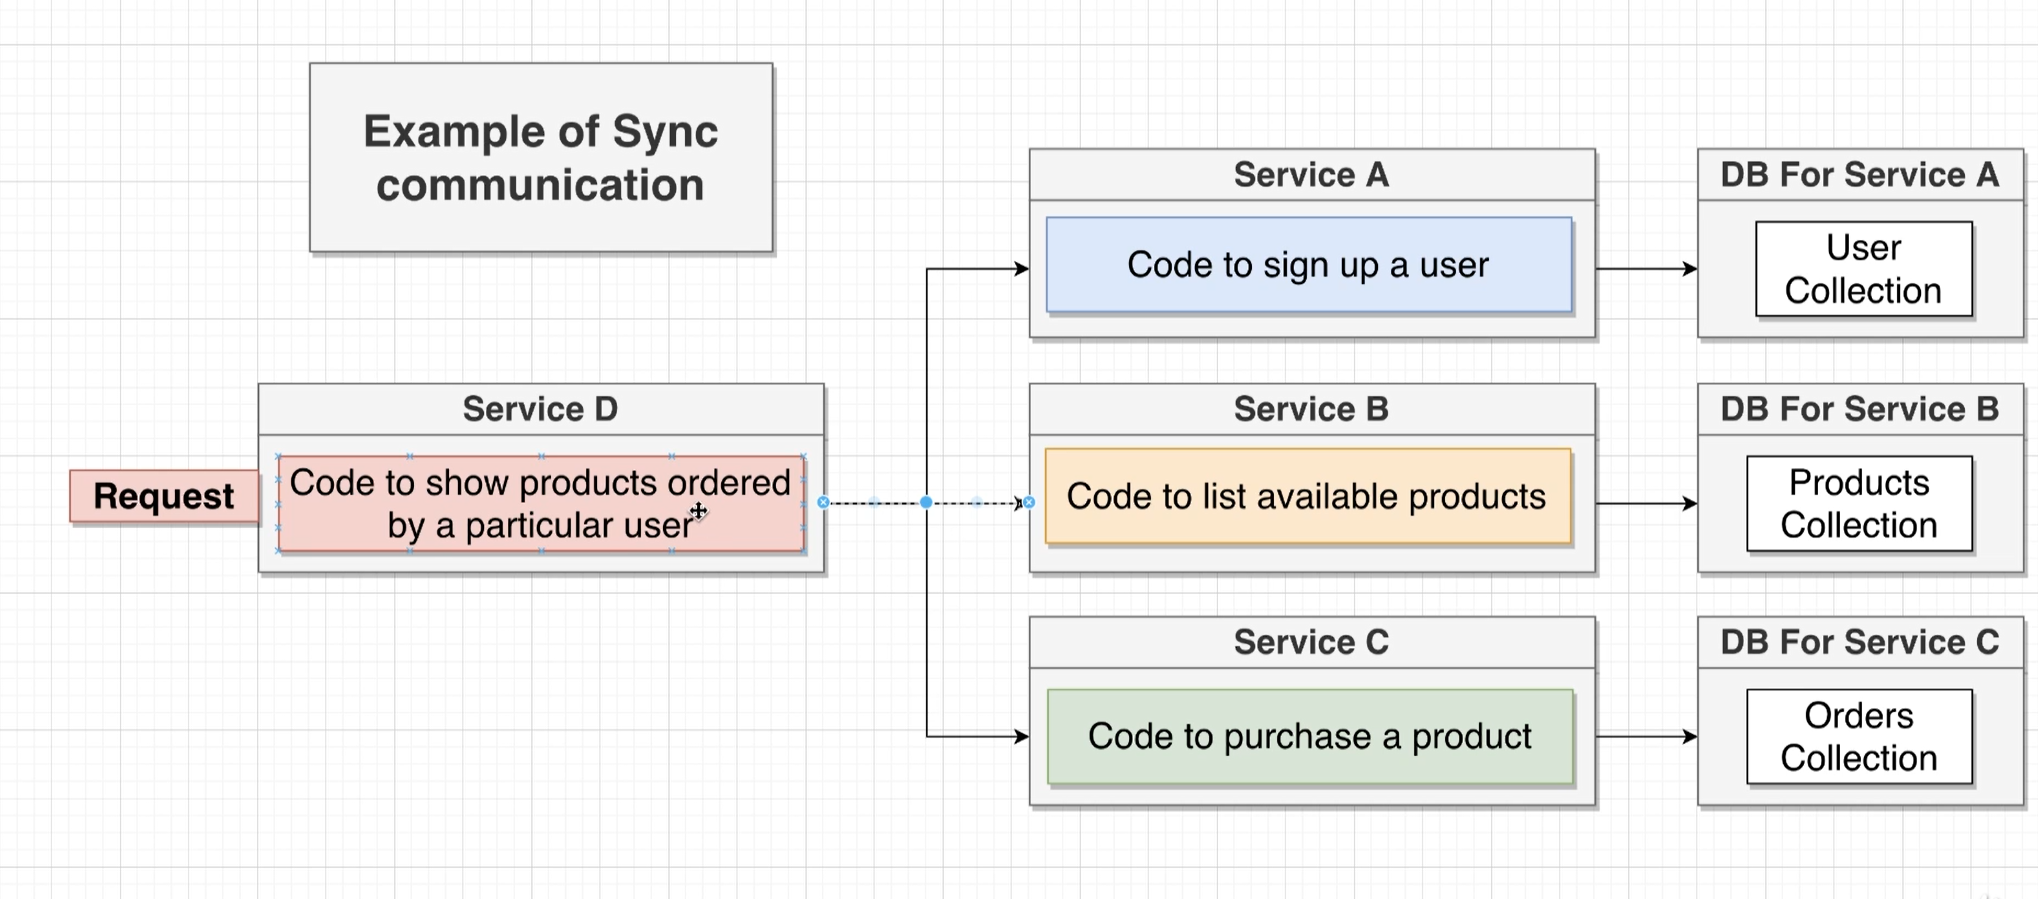 Example of Sync
communication
Service A
Code to sign up a user
DB For Service A
User
Collection
Service D
Request
Code to show products ordered
by a particular user
Service B
Code to list available products
DB For Service B
Products
Collection
Service C
Code to purchase a product
DB For Service C
Orders
Collection